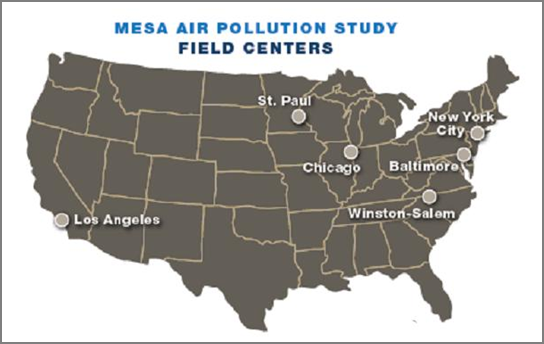 MESA AIR POLLUTION STUDY
FIELD CENTERS
St. Paul
New York
City
Chicago
Baltimore
Winston-Salem
Los Angeles